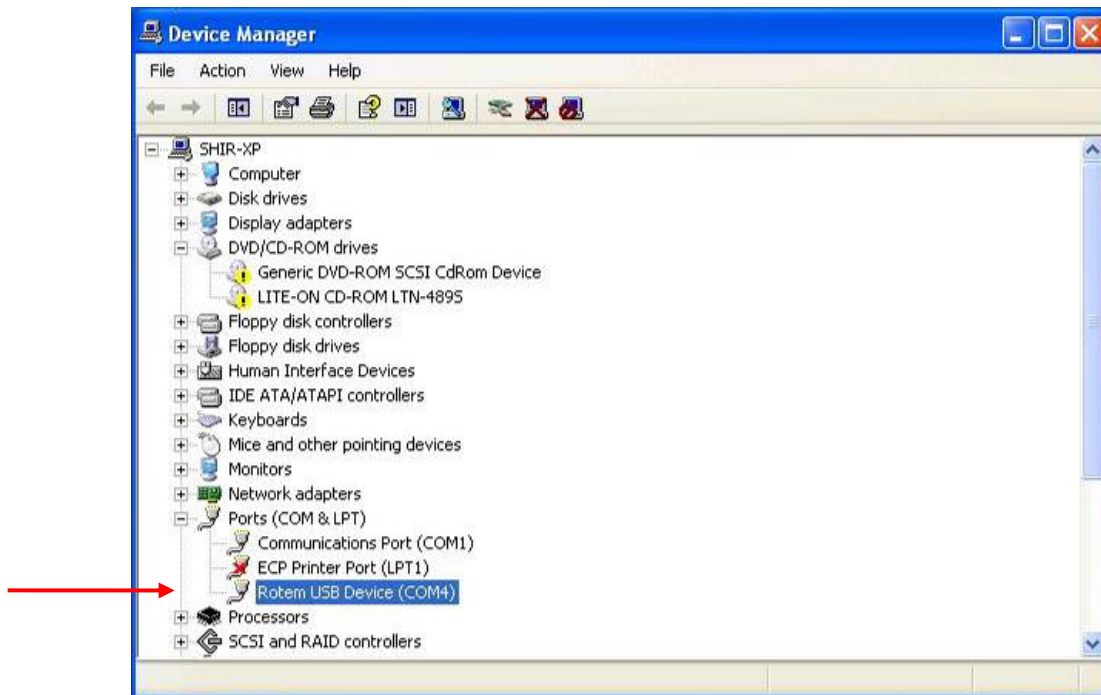 Device Manager
File Action View Help
SHIR-XP
Computer
Disk drives
Display adapters
DVD/CD-ROM drives
Generic DVD-ROM SCSI CdRom Device
LITE-ON CD-ROM LTN-489S
Floppy disk controllers
Floppy disk drives
Human Interface Devices
IDE ATA/ATAPI controllers
Keyboards
Mice and other pointing devices
Monitors
Network adapters
Ports (COM & LPT)
Communications Port (COM1)
ECP Printer Port (LPT1)
Rotem USB Device (COM4)
Processors
SCSI and RAID controllers